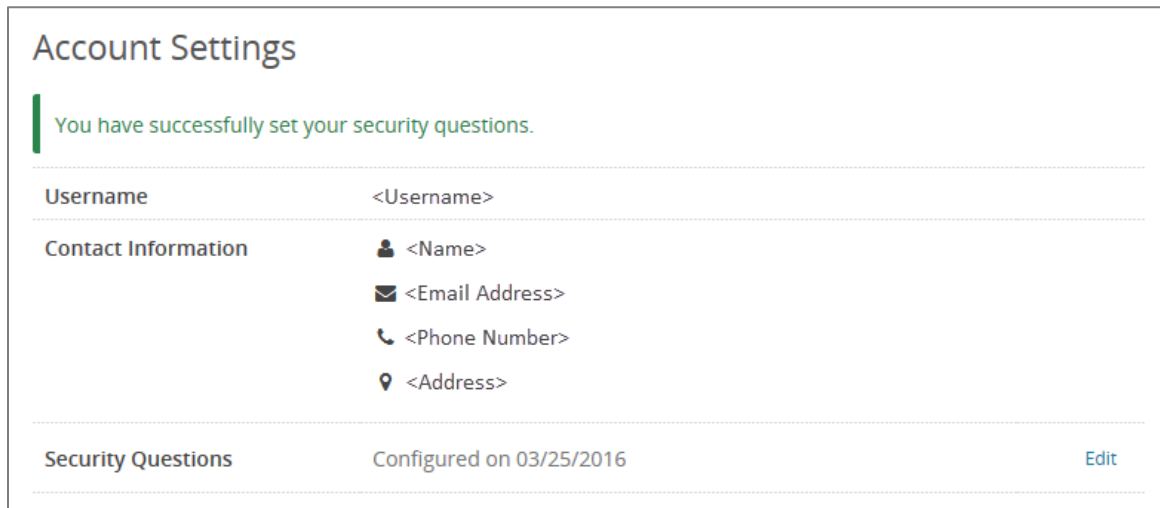 Account Settings
You have successfully set your security questions.
Username <Username>
Contact Information <Name>
<Email Address>
<Phone Number>
<Address>
Security Questions Configured on 03/25/2016 Edit